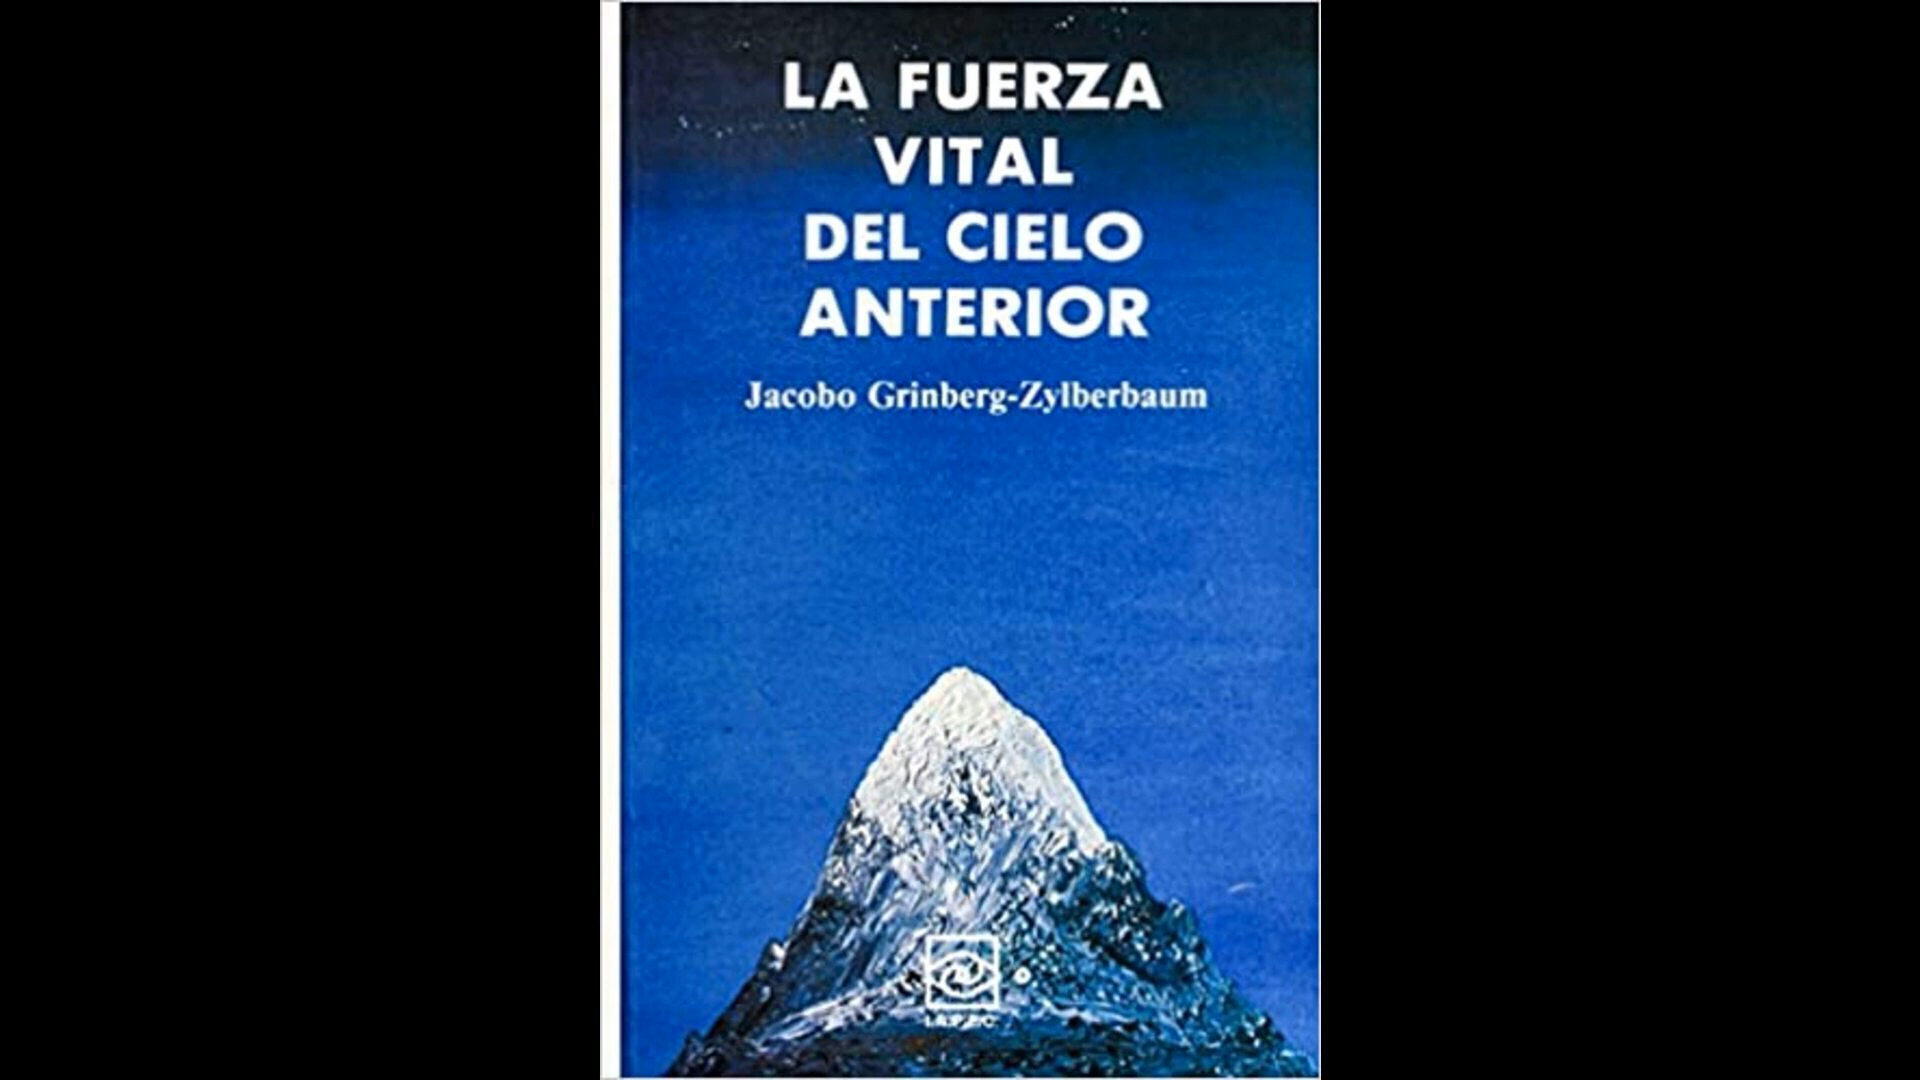 LA FUERZA
VITAL
DEL CIELO
ANTERIOR
Jacobo Grinberg-Zylberbaum